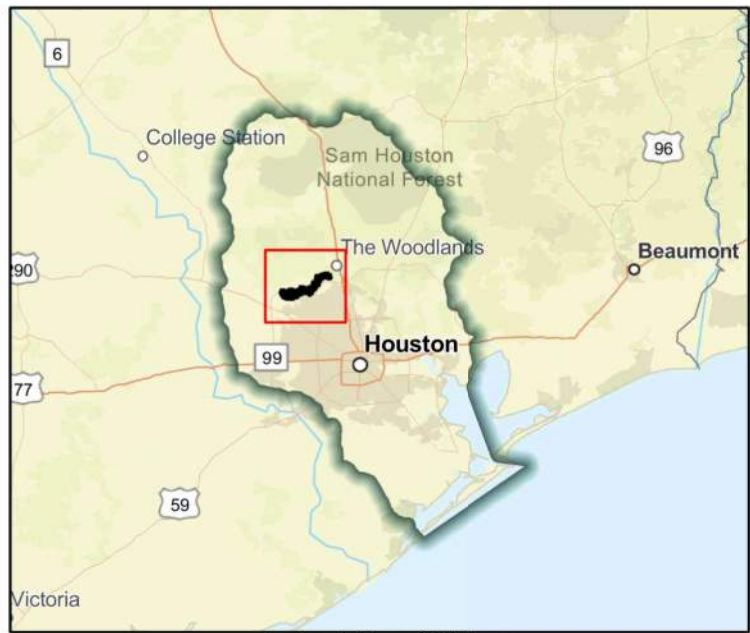 6
College Station
Sam Houston
National Forest
96
The Woodlands
Beaumont
290
Houston
99
77
59
Victoria